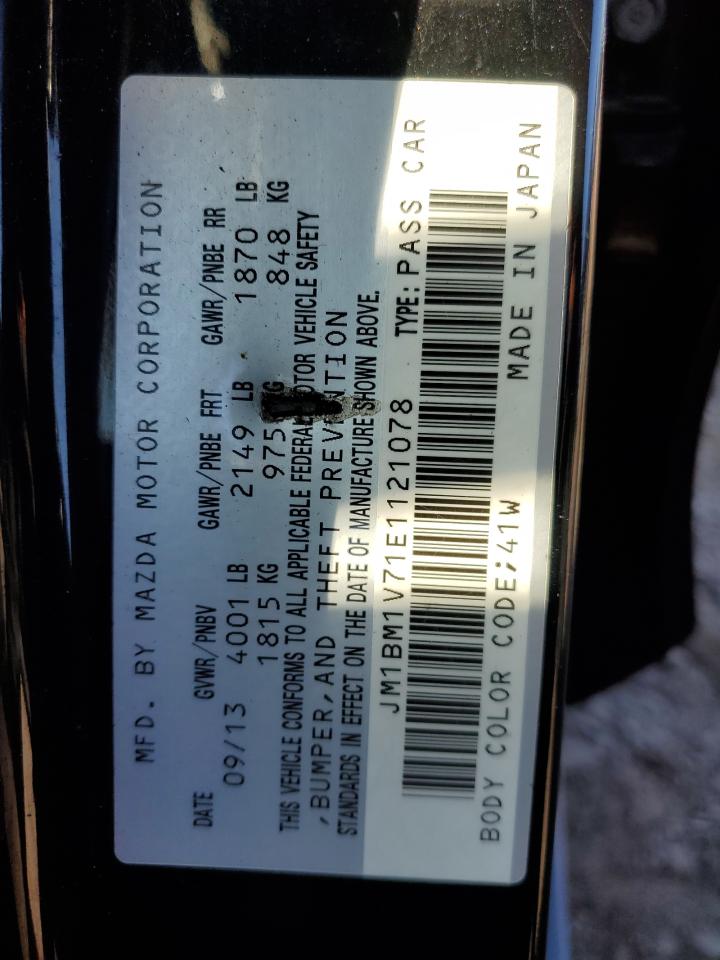 MFD. BY MAZDA MOTOR CORPORATION
DATE GVWR/PNBV GAWR/PNBE FRT GAWR/PNBE RR
09/13 4001 LB 2149 LB 1870 LB
1815 KG 975 KG 848 KG
THIS VEHICLE CONFORMS TO ALL APPLICABLE FEDERAL MOTOR VEHICLE SAFETY
,BUMPER,AND THEFT PREVENTION
STANDARDS IN EFFECT ON THE DATE OF MANUFACTURE SHOWN ABOVE.
JM1BM1V71E1121078 TYPE: PASS CAR
BODY COLOR CODE;41W MADE IN JAPAN